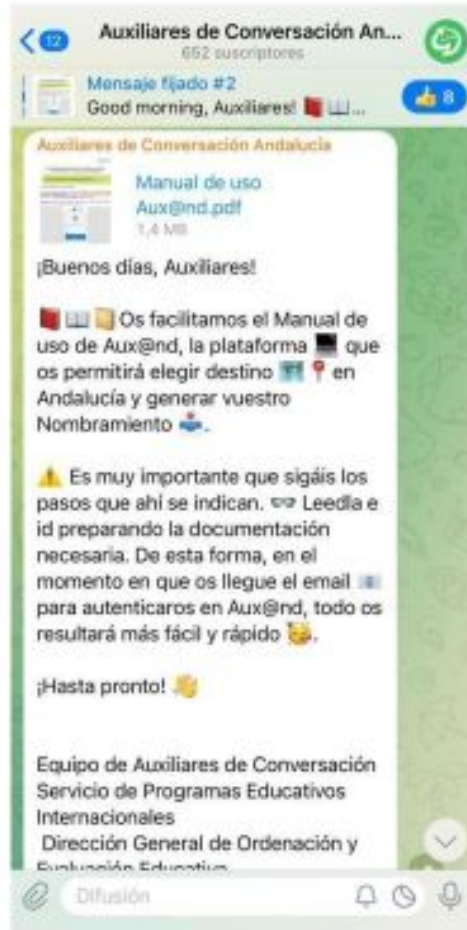 12
Auxiliares de Conversación An...
652 suscriptores
Mensaje fijado #2
Good morning, Auxiliares! 📕📖...
👍 8
Auxiliares de Conversación Andalucía
Manual de uso
Aux@nd.pdf
1,4 MB
¡Buenos días, Auxiliares!
📕📖📒Os facilitamos el Manual de
uso de Aux@nd, la plataforma 💻 que
os permitirá elegir destino 🗺📍 en
Andalucía y generar vuestro
Nombramiento 🗳.
⚠️ Es muy importante que sigáis los
pasos que ahí se indican. 👓 Leedla e
id preparando la documentación
necesaria. De esta forma, en el
momento en que os llegue el email 📧
para autenticaros en Aux@nd, todo os
resultará más fácil y rápido 🥳.
¡Hasta pronto! 👋
Equipo de Auxiliares de Conversación
Servicio de Programas Educativos
Internacionales
Dirección General de Ordenación y
Evaluación Educativa
Difusión